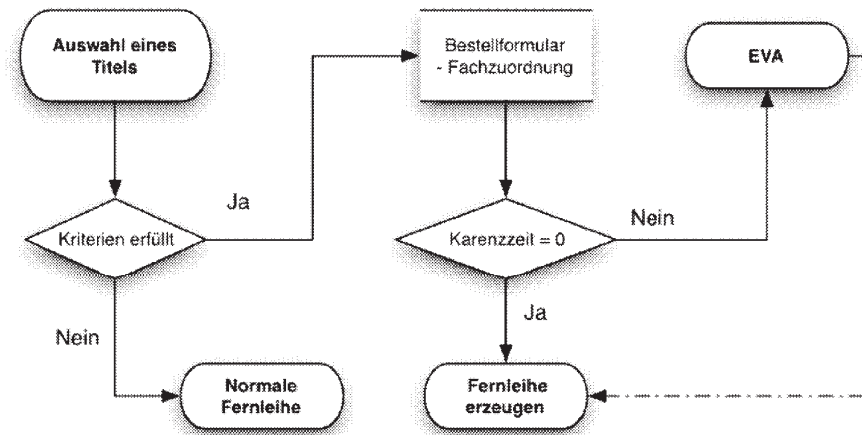 Auswahl eines
Titels
Bestellformular
- Fachzuordnung
EVA
Ja
Kriterien erfüllt
Karenzzeit = 0
Nein
Nein
Ja
Normale
Fernleihe
Fernleihe
erzeugen